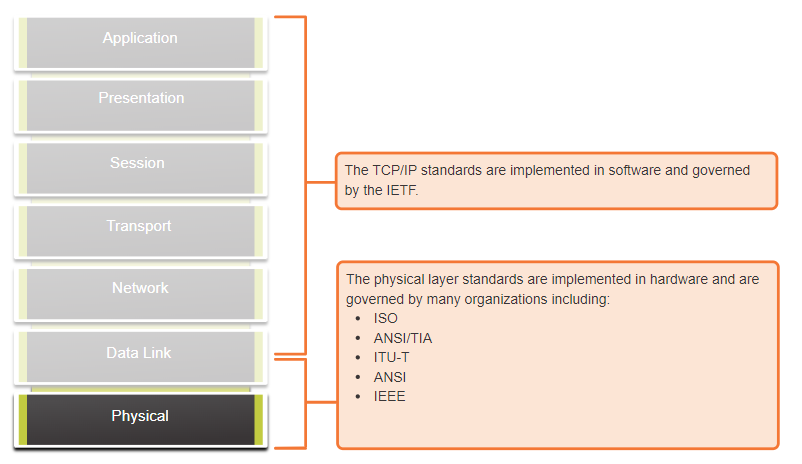 Application
Presentation
Session
Transport
Network
Data Link
Physical
The TCP/IP standards are implemented in software and governed
by the IETF.
The physical layer standards are implemented in hardware and are
governed by many organizations including:
• ISO
• ANSI/TIA
• ITU-T
• ANSI
• IEEE